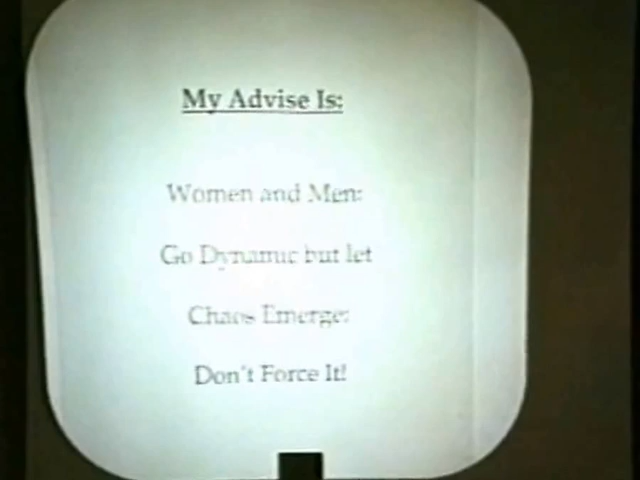 My Advise Is:
Women and Men:
Go Dynamic but let
Chaos Emerge:
Don't Force It!